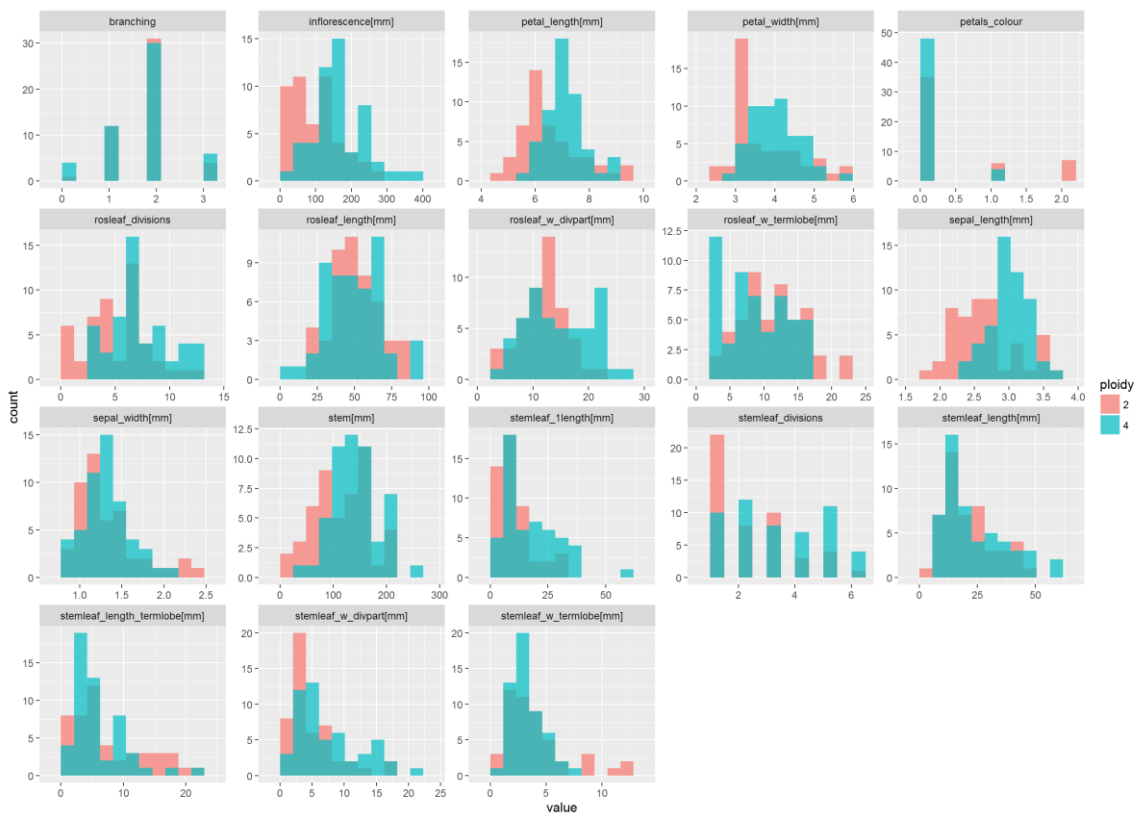 branching
inflorescence[mm]
petal_length[mm]
petal_width[mm]
petals_colour
30
20
10
0
0 1 2 3
15
10
5
0
0 100 200 300 400
15
10
5
0
4 6 8 10
15
10
5
0
2 3 4 5 6
50
40
30
20
10
0
0.0 0.5 1.0 1.5 2.0
rosleaf_divisions
rosleaf_length[mm]
rosleaf_w_divpart[mm]
rosleaf_w_termlobe[mm]
sepal_length[mm]
15
10
5
0
0 5 10
9
6
3
0
0 25 50 75 100
10
5
0
0 10 20 30
12.5
10.0
7.5
5.0
2.5
0.0
0 5 10 15 20 25
15
10
5
0
1.5 2.0 2.5 3.0 3.5 4.0
sepal_width[mm]
stem[mm]
stemleaf_1length[mm]
stemleaf_divisions
stemleaf_length[mm]
15
10
5
0
1.0 1.5 2.0 2.5
12.5
10.0
7.5
5.0
2.5
0.0
0 100 200 300
15
10
5
0
0 25 50
20
15
10
5
0
2 4 6
15
10
5
0
0 25 50
stemleaf_length_termlobe[mm]
stemleaf_w_divpart[mm]
stemleaf_w_termlobe[mm]
15
10
5
0
0 10 20
20
15
10
5
0
0 5 10 15 20 25
20
15
10
5
0
0 5 10
count
value
ploidy
2
4